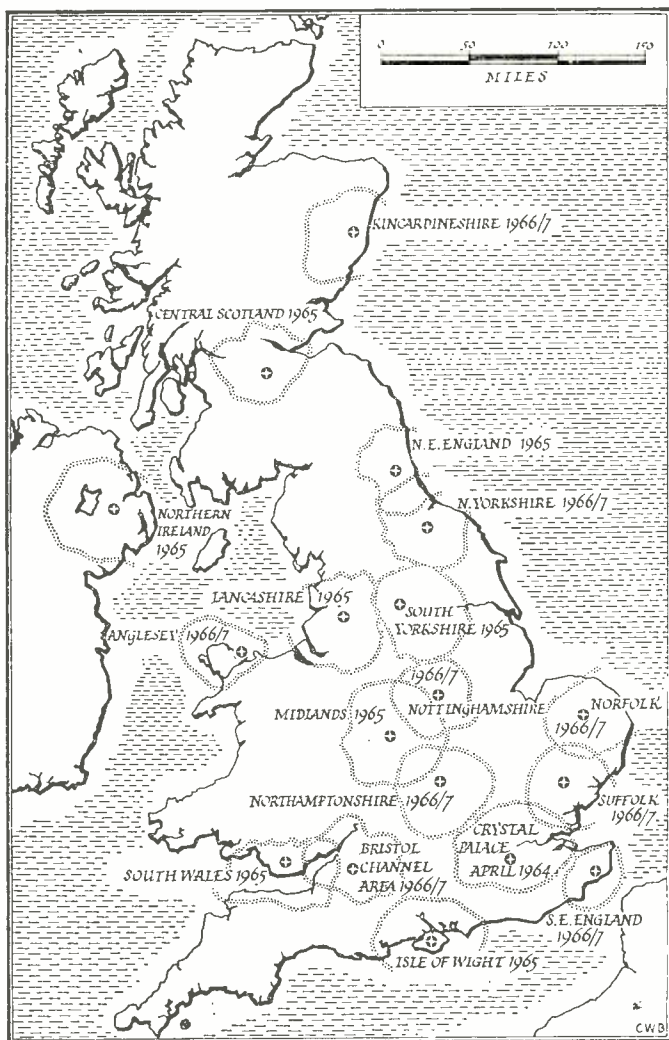 0 50 100 150
MILES
KINCARDINESHIRE 1966/7
CENTRAL SCOTLAND 1965
N.E. ENGLAND 1965
N.YORKSHIRE 1966/7
NORTHERN
IRELAND
1965
LANCASHIRE 1965
SOUTH
YORKSHIRE 1965
ANGLESEY 1966/7
1966/7
NOTTINGHAMSHIRE
MIDLANDS 1965
NORFOLK
1966/7
NORTHAMPTONSHIRE 1966/7
SUFFOLK
1966/7
CRYSTAL
PALACE
APRIL 1964
BRISTOL
CHANNEL
AREA 1966/7
SOUTH WALES 1965
S.E. ENGLAND
1966/7
ISLE OF WIGHT 1965
CWB